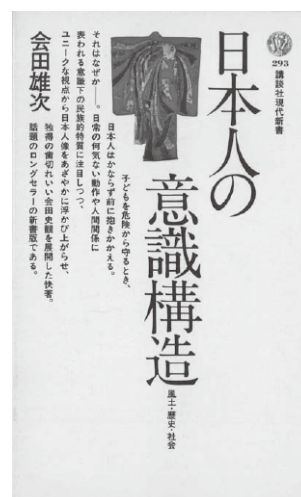 293
講談社現代新書
日本人の
意識構造
風土・歴史・社会
子どもを危険から守るとき、
日本人はかならず前に抱きかかえる。
それはなぜか――。日常の何気ない動作や人間関係に
表われる意識下の民族的特質に注目しつつ、
ユニークな視点から日本人像をあざやかに浮かび上がらせ、
独得の歯切れいい会田史観を展開した快著。
話題のロングセラーの新書版である。
会田雄次